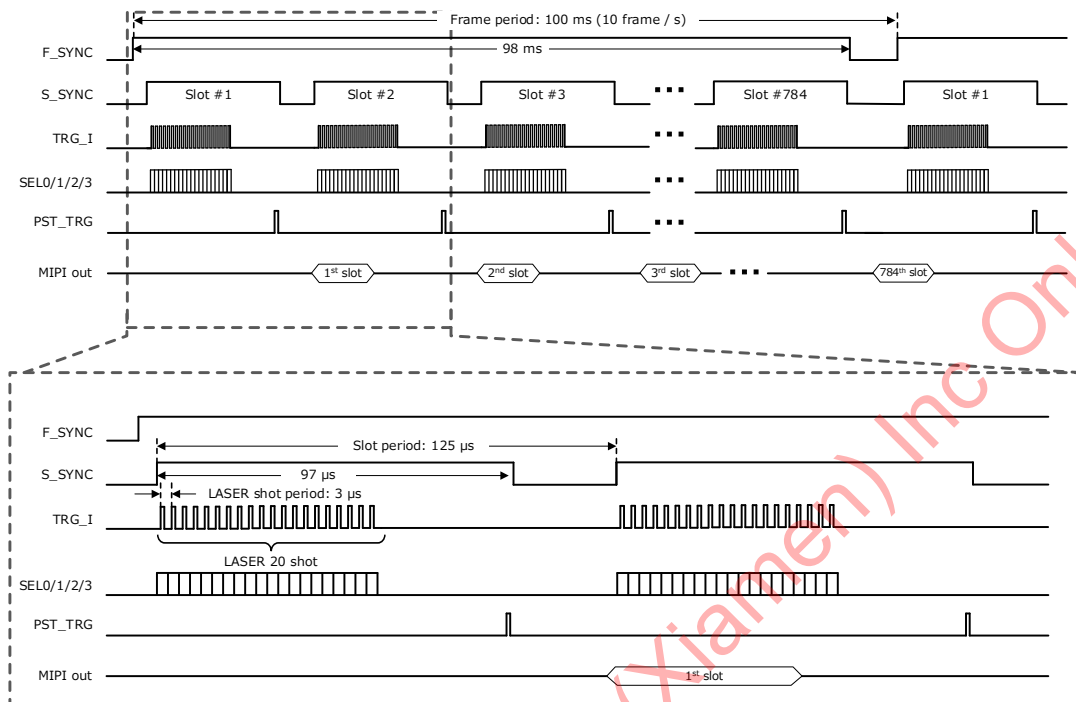 Frame period: 100 ms (10 frame / s)
F_SYNC
98 ms
S_SYNC
Slot #1 Slot #2 Slot #3 Slot #784 Slot #1
TRG_I
SEL0/1/2/3
PST_TRG
MIPI out
1st slot 2nd slot 3rd slot 784th slot
F_SYNC
Slot period: 125 µs
S_SYNC
97 µs
LASER shot period: 3 µs
TRG_I
LASER 20 shot
SEL0/1/2/3
PST_TRG
MIPI out
1st slot
(Xiamen) Inc Onl